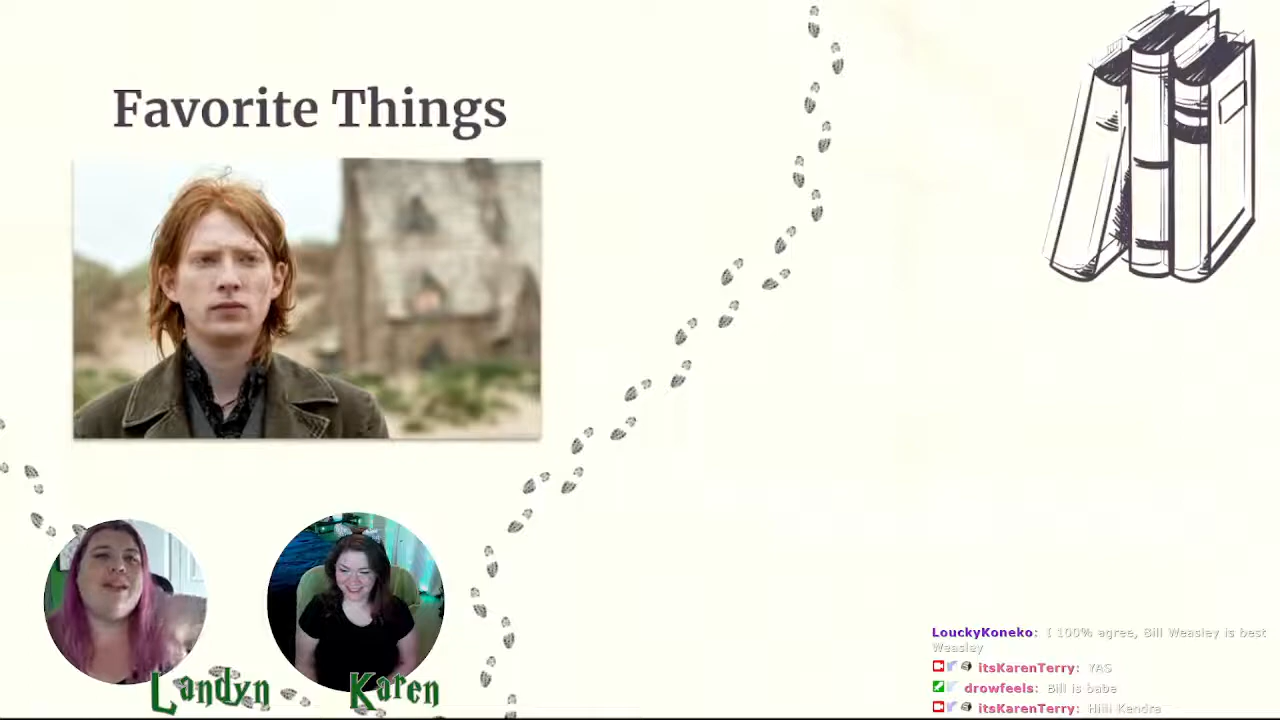 Favorite Things
Landyn
Karen
LouckyKoneko: I 100% agree, Bill Weasley is best
Weasley
itsKarenTerry: YAS
drowfeels: Bill is babe
itsKarenTerry: Hiii Kendra